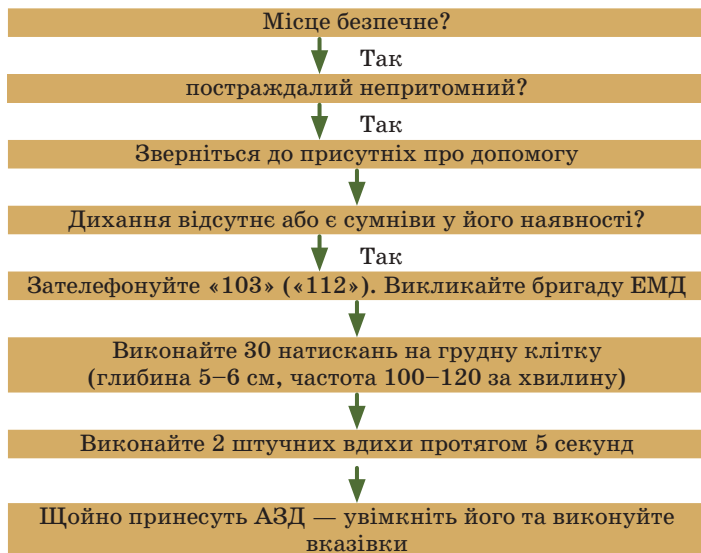 Місце безпечне?
Так
постраждалий непритомний?
Так
Зверніться до присутніх про допомогу
Дихання відсутнє або є сумніви у його наявності?
Так
Зателефонуйте «103» («112»). Викликайте бригаду ЕМД
Виконайте 30 натискань на грудну клітку
(глибина 5–6 см, частота 100–120 за хвилину)
Виконайте 2 штучних вдихи протягом 5 секунд
Щойно принесуть АЗД — увімкніть його та виконуйте
вказівки